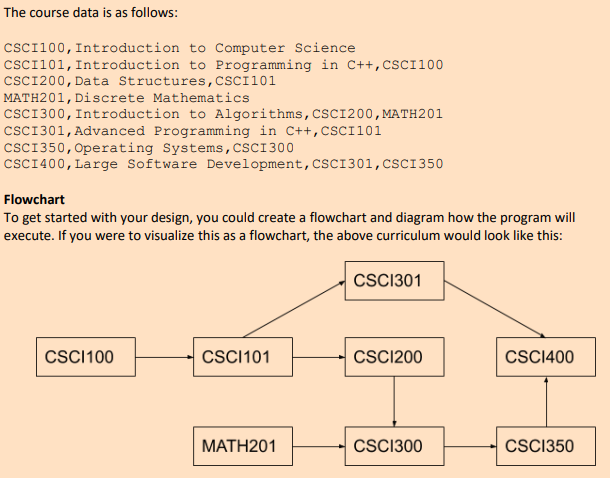 The course data is as follows:
CSCI100,Introduction to Computer Science
CSCI101,Introduction to Programming in C++,CSCI100
CSCI200,Data Structures,CSCI101
MATH201,Discrete Mathematics
CSCI300,Introduction to Algorithms,CSCI200,MATH201
CSCI301,Advanced Programming in C++,CSCI101
CSCI350,Operating Systems,CSCI300
CSCI400,Large Software Development,CSCI301,CSCI350
Flowchart
To get started with your design, you could create a flowchart and diagram how the program will
execute. If you were to visualize this as a flowchart, the above curriculum would look like this:
CSCI301
CSCI100
CSCI101
CSCI200
CSCI400
MATH201
CSCI300
CSCI350